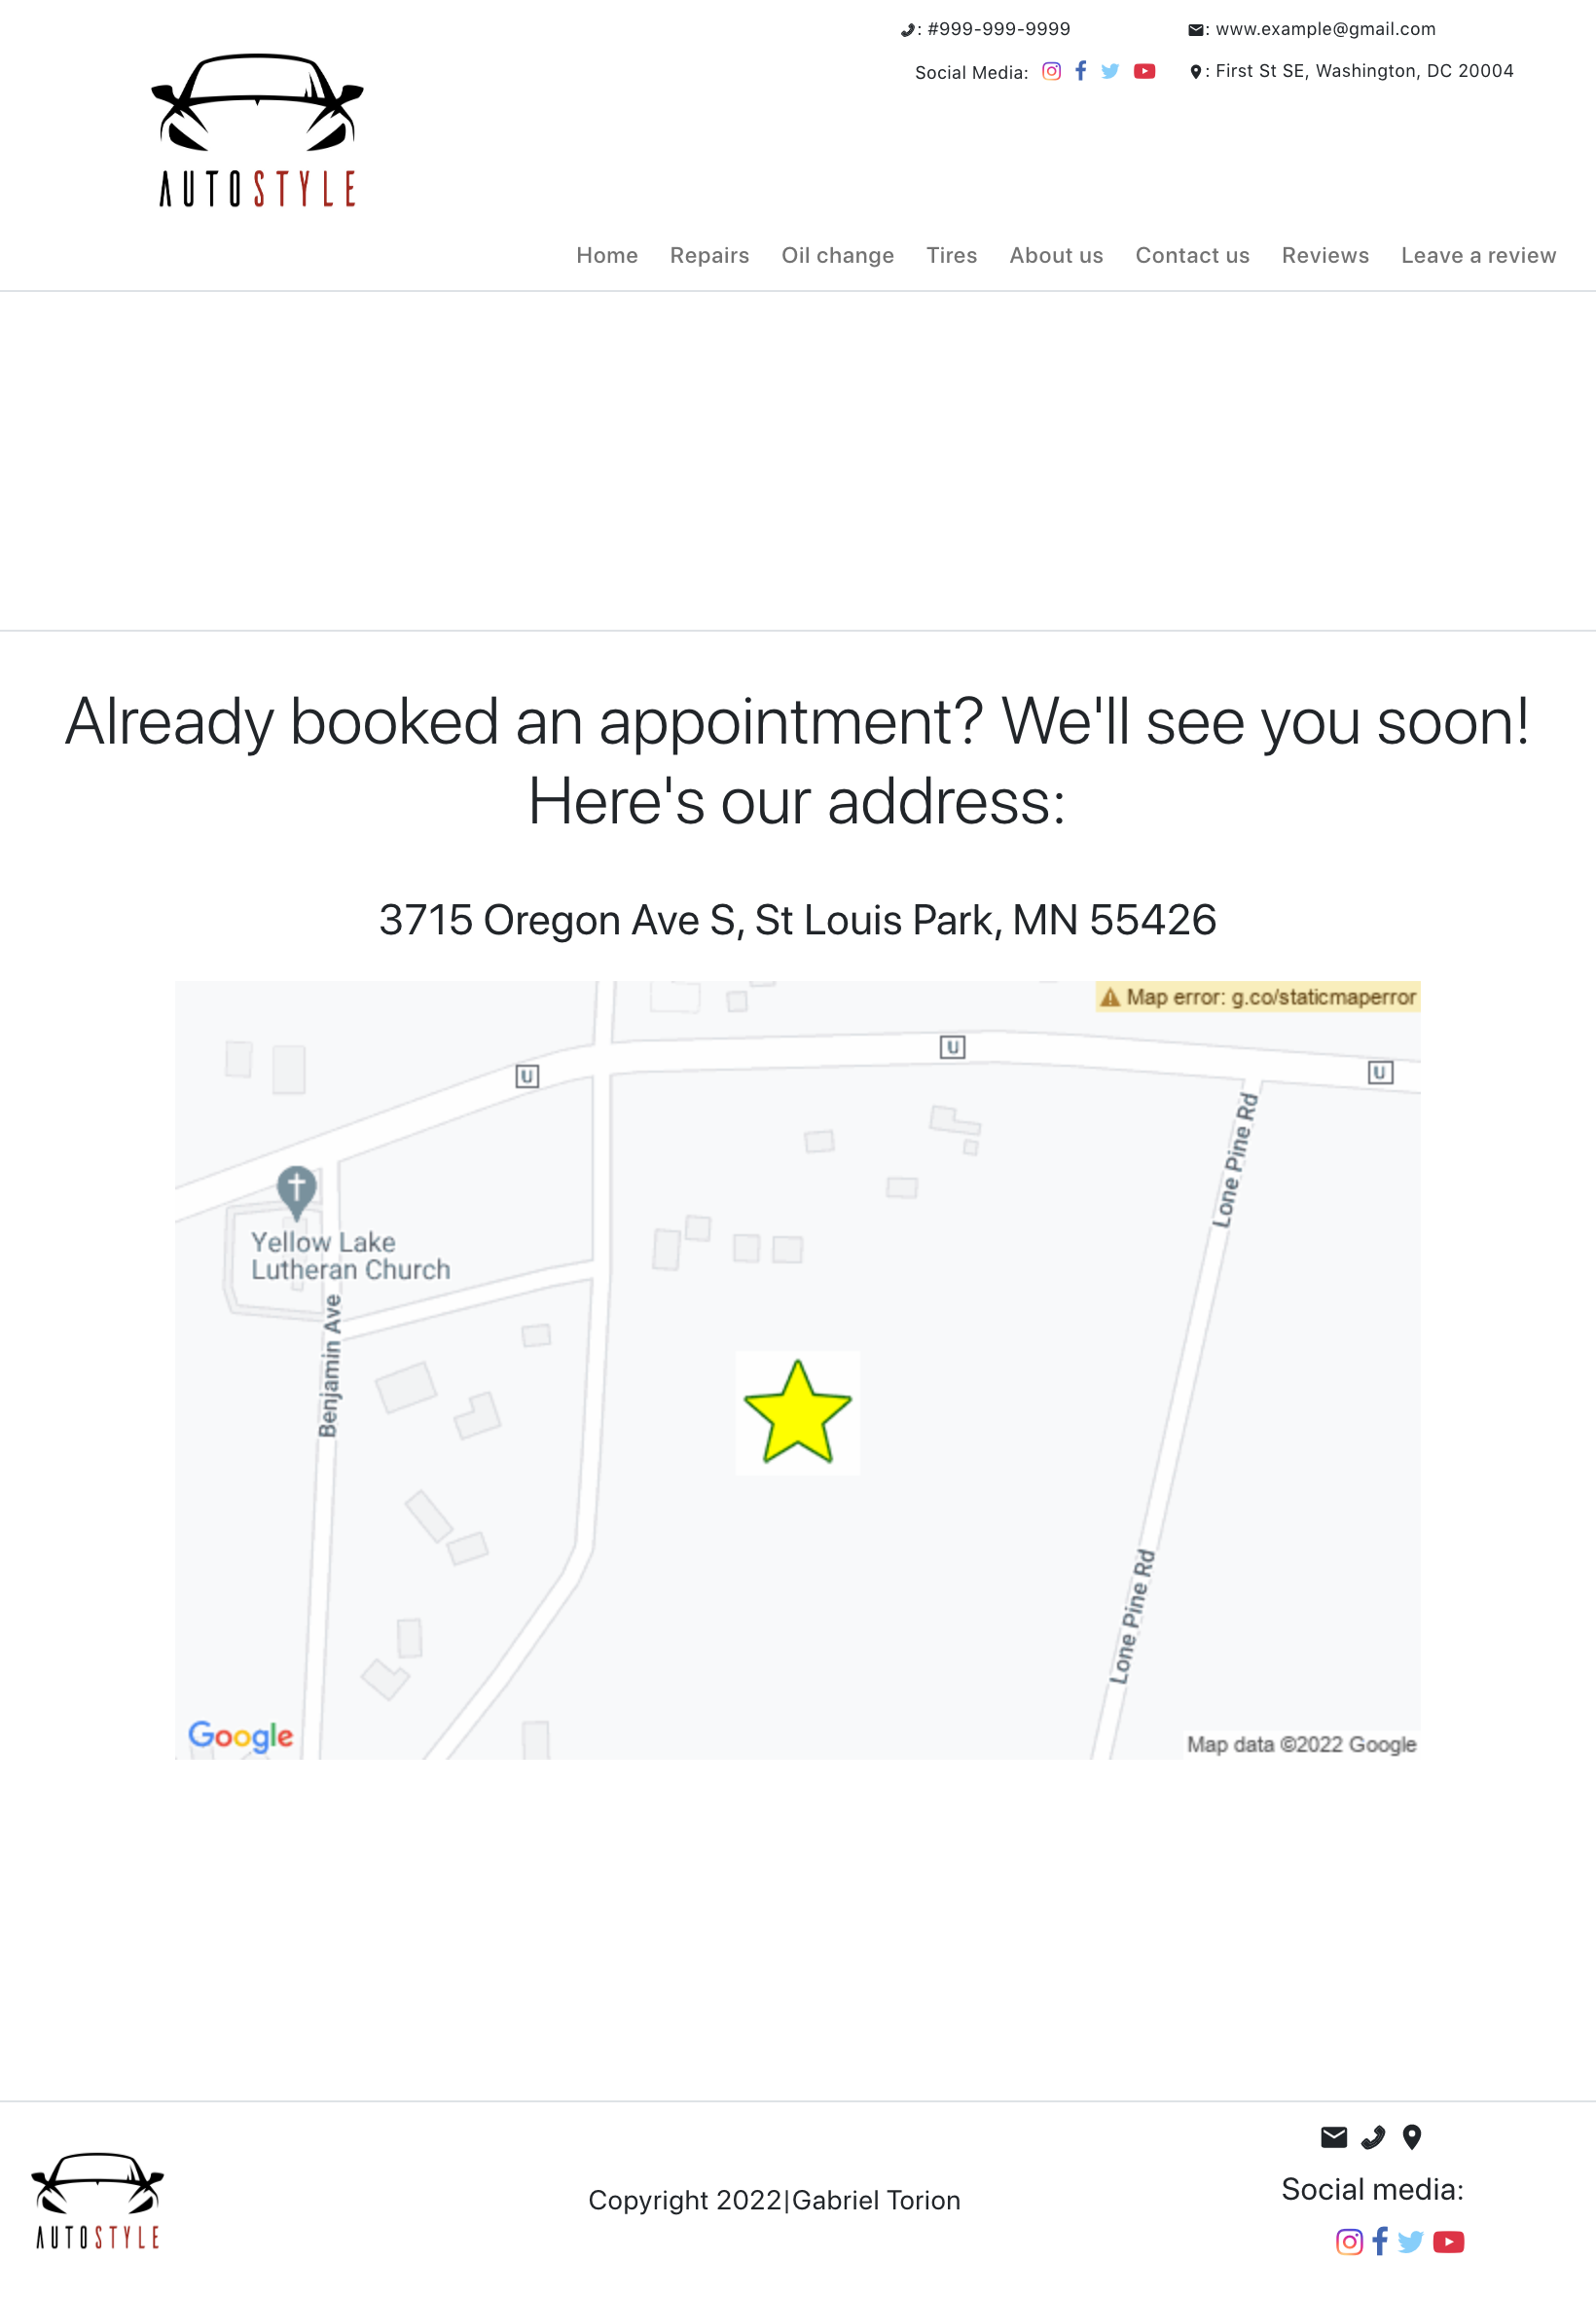 : #999-999-9999
: www.example@gmail.com
Social Media:
: First St SE, Washington, DC 20004
AUTOSTYLE
Home Repairs Oil change Tires About us Contact us Reviews Leave a review
Already booked an appointment? We'll see you soon!
Here's our address:
3715 Oregon Ave S, St Louis Park, MN 55426
Map error: g.co/staticmaperror
U
U
U
Lone Pine Rd
Yellow Lake
Lutheran Church
Benjamin Ave
Lone Pine Rd
Google
Map data ©2022 Google
Social media:
Copyright 2022|Gabriel Torion
AUTOSTYLE